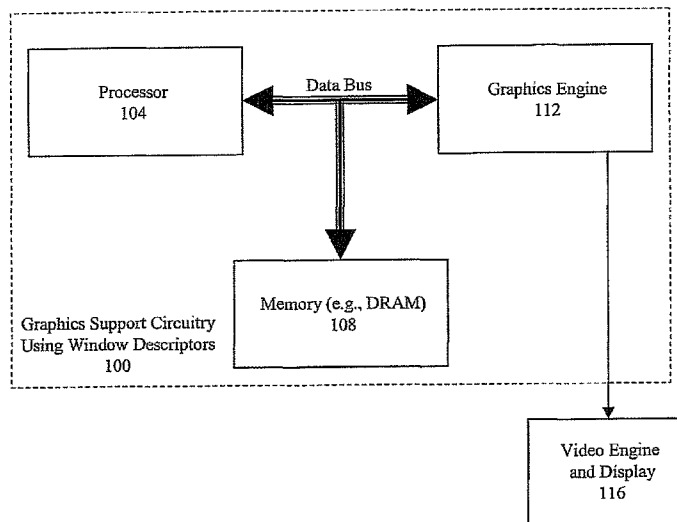 Processor
104
Data Bus
Graphics Engine
112
Memory (e.g., DRAM)
108
Graphics Support Circuitry
Using Window Descriptors
100
Video Engine
and Display
116